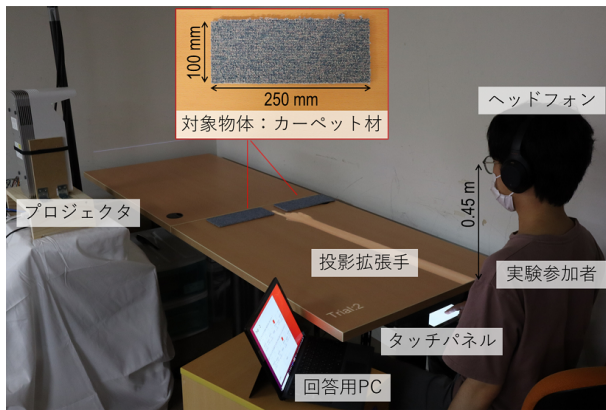 100 mm
250 mm
対象物体：カーペット材
ヘッドフォン
0.45 m
プロジェクタ
投影拡張手
実験参加者
Trial:2
タッチパネル
回答用PC